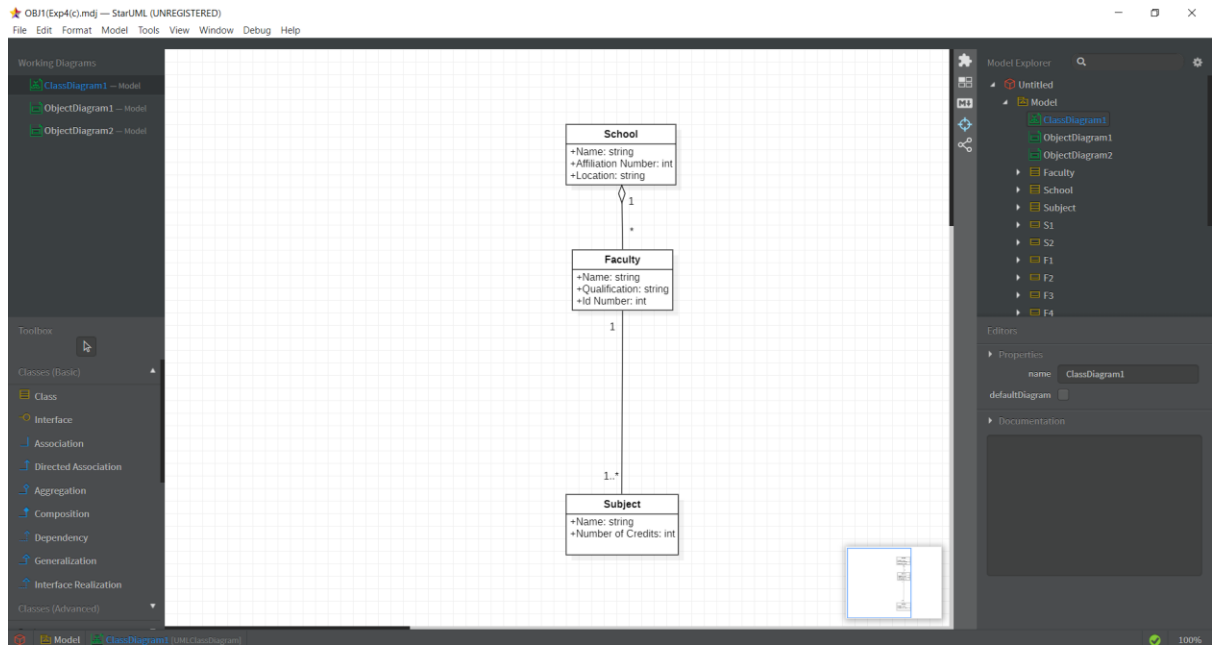 OBJ1(Exp4(c).mdj — StarUML (UNREGISTERED)
File Edit Format Model Tools View Window Debug Help
Working Diagrams
ClassDiagram1 — Model
ObjectDiagram1 — Model
ObjectDiagram2 — Model
Toolbox
Classes (Basic)
Class
Interface
Association
Directed Association
Aggregation
Composition
Dependency
Generalization
Interface Realization
Classes (Advanced)
School
+Name: string
+Affiliation Number: int
+Location: string
1
*
Faculty
+Name: string
+Qualification: string
+Id Number: int
1
1..*
Subject
+Name: string
+Number of Credits: int
Model Explorer
Untitled
Model
ClassDiagram1
ObjectDiagram1
ObjectDiagram2
Faculty
School
Subject
S1
S2
F1
F2
F3
F4
Editors
Properties
name ClassDiagram1
defaultDiagram
Documentation
Model ClassDiagram1 [UMLClassDiagram]
100%